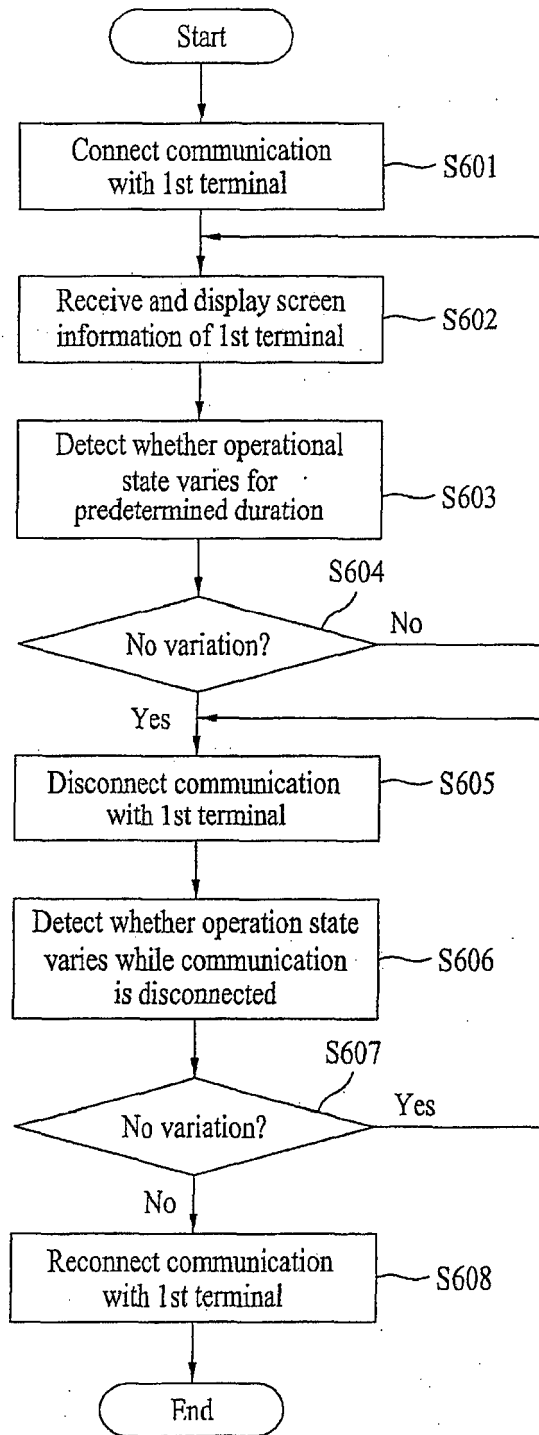 Start
Connect communication
with 1st terminal
S601
Receive and display screen
information of 1st terminal
S602
Detect whether operational
state varies for
predetermined duration
S603
S604
No variation?
No
Yes
Disconnect communication
with 1st terminal
S605
Detect whether operation state
varies while communication
is disconnected
S606
S607
No variation?
Yes
No
Reconnect communication
with 1st terminal
S608
End